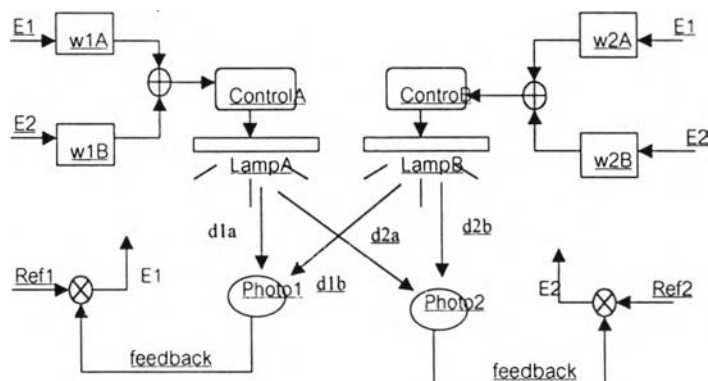 E1
w1A
w2A
E1
ControlA
ControlB
E2
w1B
w2B
E2
LampA
LampB
d1a
d2a
d2b
Ref1
E1
Photo1
d1b
Photo2
E2
Ref2
feedback
feedback